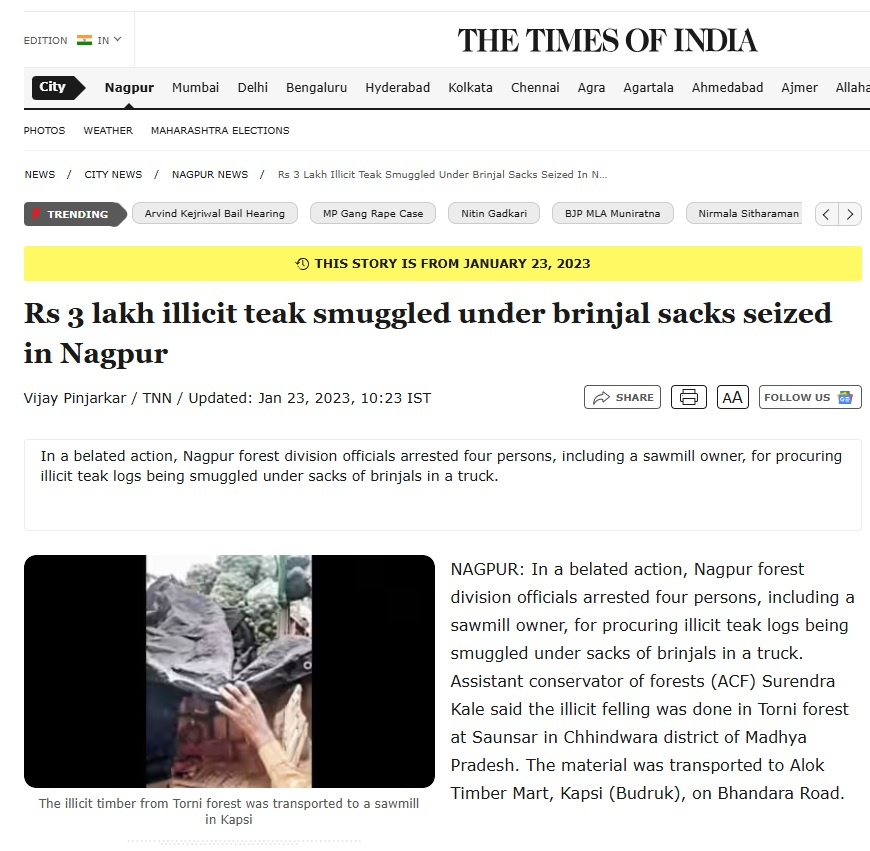 EDITION IN
THE TIMES OF INDIA
City Nagpur Mumbai Delhi Bengaluru Hyderabad Kolkata Chennai Agra Agartala Ahmedabad Ajmer Allaha
PHOTOS WEATHER MAHARASHTRA ELECTIONS
NEWS / CITY NEWS / NAGPUR NEWS / Rs 3 Lakh Illicit Teak Smuggled Under Brinjal Sacks Seized In N...
TRENDING Arvind Kejriwal Bail Hearing MP Gang Rape Case Nitin Gadkari BJP MLA Muniratna Nirmala Sitharaman
THIS STORY IS FROM JANUARY 23, 2023
Rs 3 lakh illicit teak smuggled under brinjal sacks seized
in Nagpur
Vijay Pinjarkar / TNN / Updated: Jan 23, 2023, 10:23 IST
SHARE AA FOLLOW US
In a belated action, Nagpur forest division officials arrested four persons, including a sawmill owner, for procuring
illicit teak logs being smuggled under sacks of brinjals in a truck.
NAGPUR: In a belated action, Nagpur forest
division officials arrested four persons, including a
sawmill owner, for procuring illicit teak logs being
smuggled under sacks of brinjals in a truck.
Assistant conservator of forests (ACF) Surendra
Kale said the illicit felling was done in Torni forest
at Saunsar in Chhindwara district of Madhya
Pradesh. The material was transported to Alok
Timber Mart, Kapsi (Budruk), on Bhandara Road.
The illicit timber from Torni forest was transported to a sawmill
in Kapsi